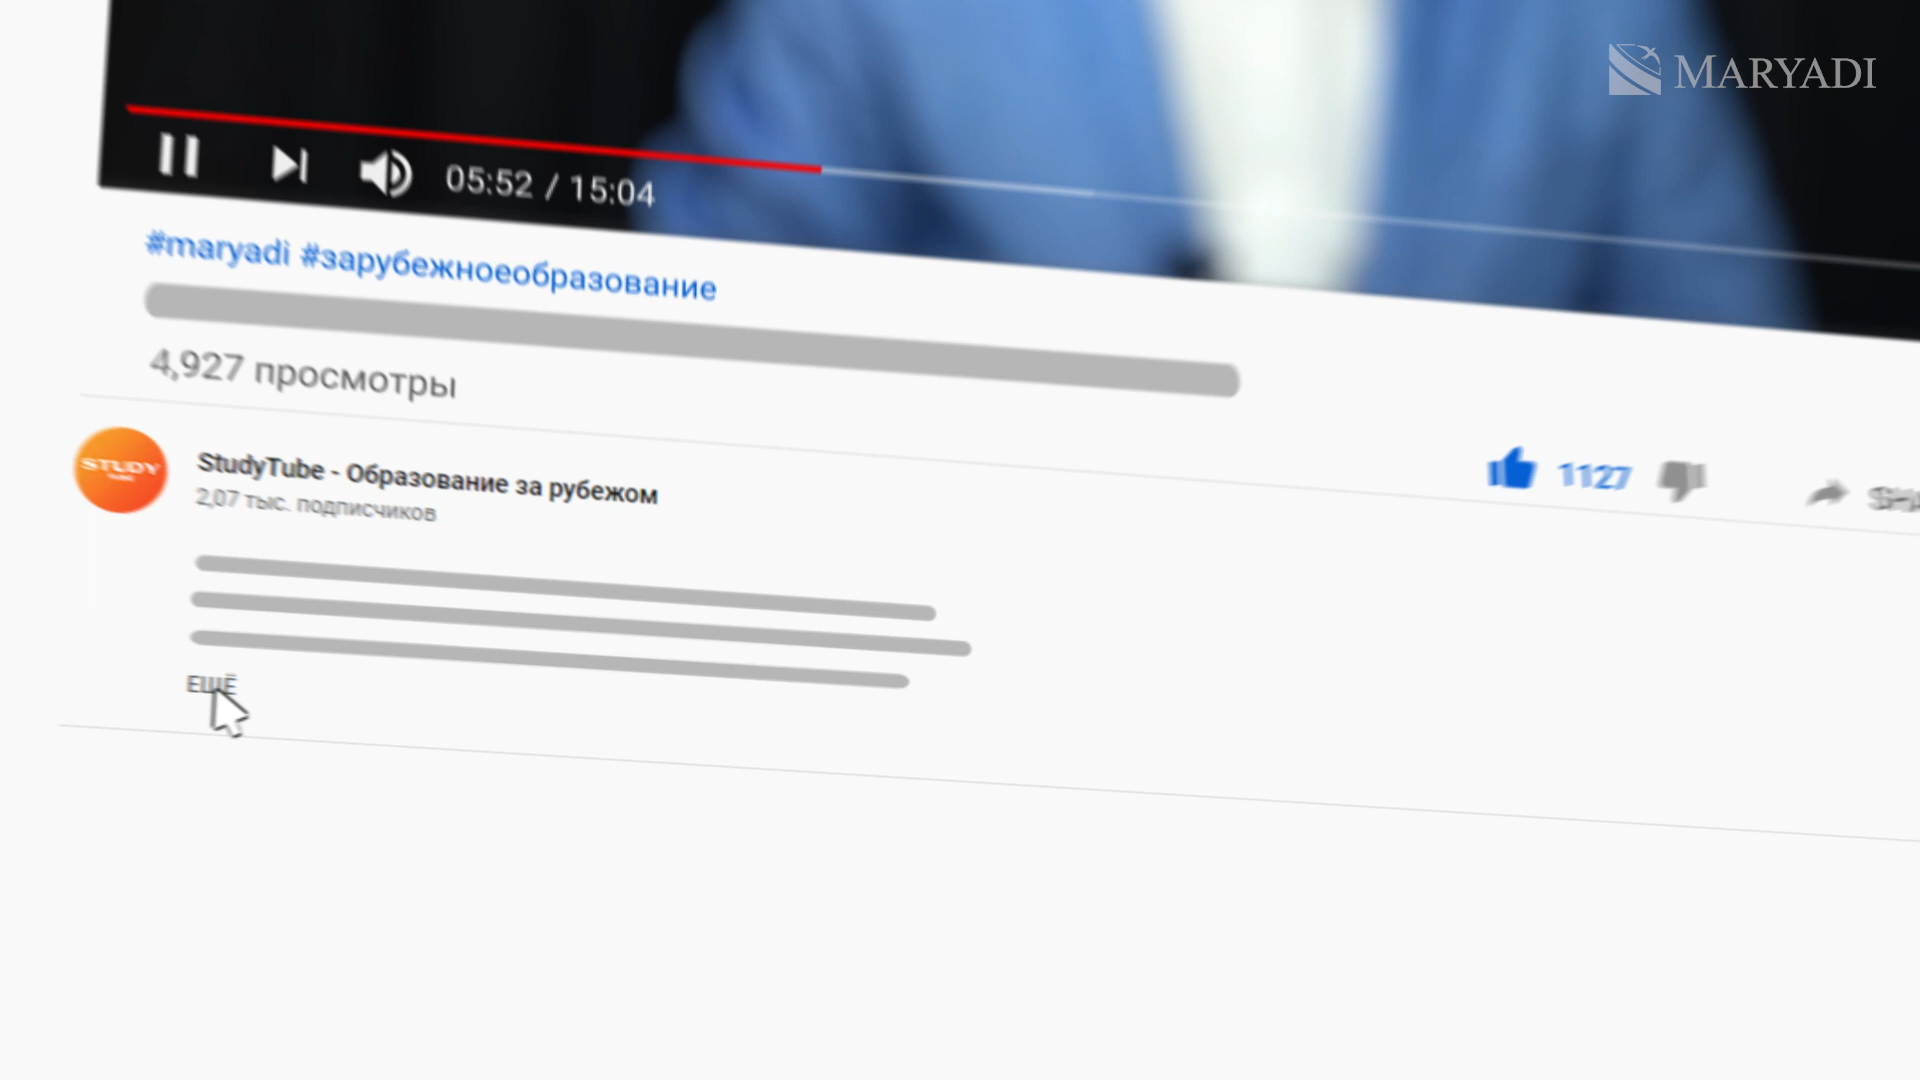 MARYADI
05:52 / 15:04
#maryadi #зарубежноеобразование
4,927 просмотры
1127
STUDY
StudyTube - Образование за рубежом
2,07 тыс. подписчиков
ЕЩЁ